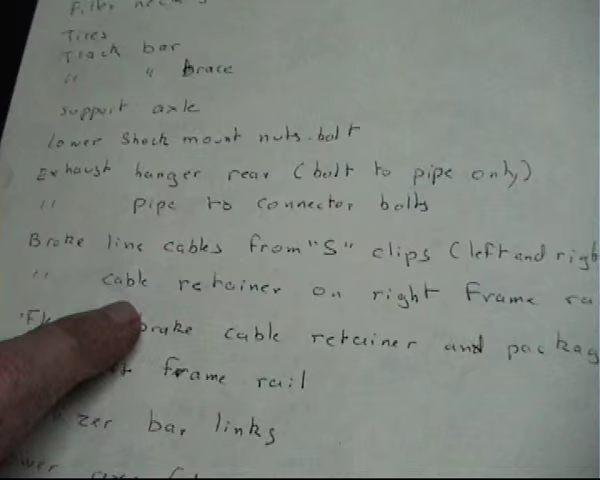 Tires
Track bar
" " brace
support axle
lower Shock mount nuts.bolt
Exhaust hanger rear (bolt to pipe only)
" pipe to connector bolts
Brake line cables from "S" clips (left and righ
" cable retainer on right Frame ra
brake cable retainer and packag
frame rail
zer bar links